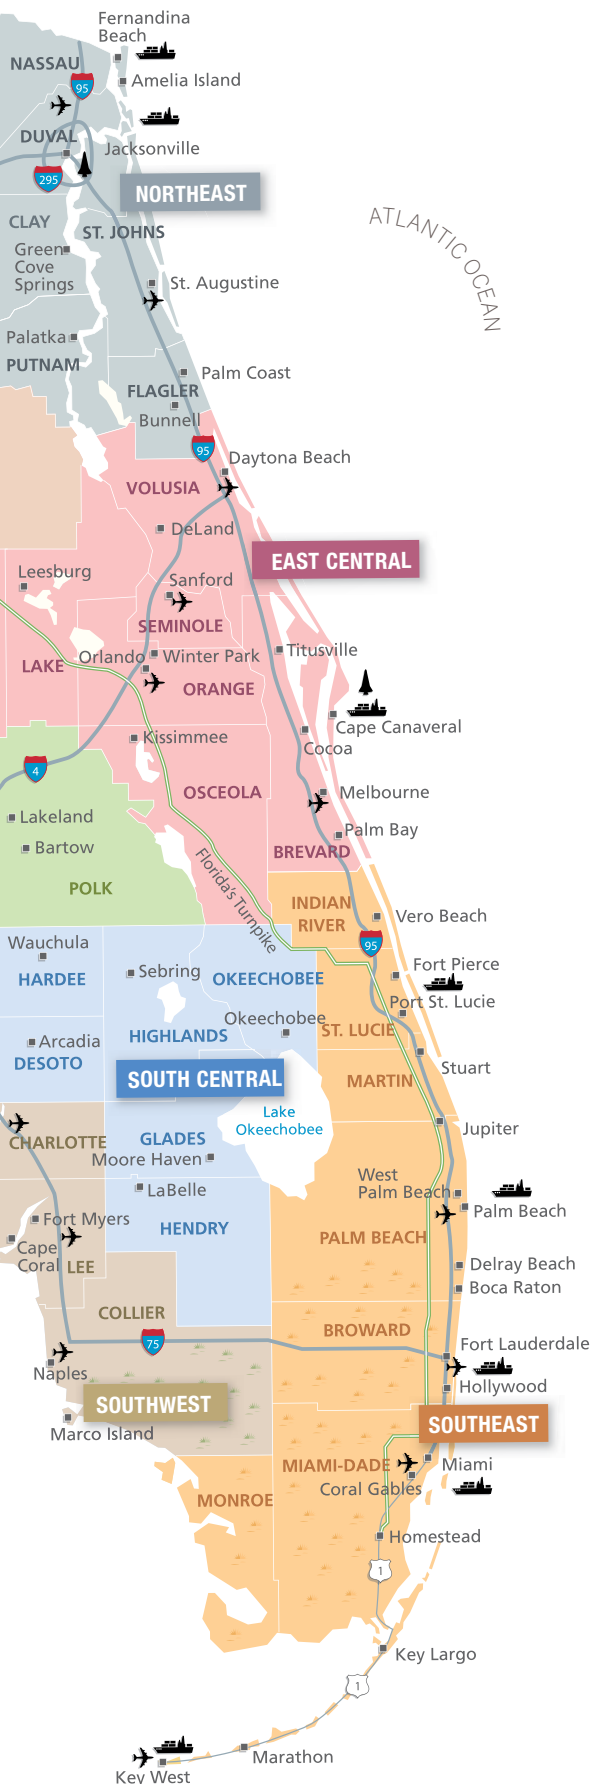 Fernandina
Beach
NASSAU
Amelia Island
95
DUVAL
Jacksonville
295
NORTHEAST
ATLANTIC OCEAN
CLAY
ST. JOHNS
Green
Cove
Springs
St. Augustine
Palatka
PUTNAM
Palm Coast
FLAGLER
Bunnell
95
Daytona Beach
VOLUSIA
DeLand
EAST CENTRAL
Leesburg
Sanford
SEMINOLE
Titusville
Orlando
Winter Park
LAKE
ORANGE
Cape Canaveral
Kissimmee
Cocoa
4
OSCEOLA
Melbourne
Lakeland
Palm Bay
Bartow
BREVARD
Florida's Turnpike
POLK
INDIAN
RIVER
Vero Beach
Wauchula
95
HARDEE
Sebring
OKEECHOBEE
Fort Pierce
Port St. Lucie
Okeechobee
ST. LUCIE
Arcadia
HIGHLANDS
DESOTO
Stuart
SOUTH CENTRAL
MARTIN
Lake
Okeechobee
CHARLOTTE
GLADES
Jupiter
Moore Haven
West
Palm Beach
LaBelle
Palm Beach
Fort Myers
HENDRY
PALM BEACH
Cape
Coral
LEE
Delray Beach
Boca Raton
COLLIER
BROWARD
75
Fort Lauderdale
Naples
Hollywood
SOUTHWEST
SOUTHEAST
Marco Island
MIAMI-DADE
Miami
Coral Gables
MONROE
Homestead
1
Key Largo
1
Marathon
Key West